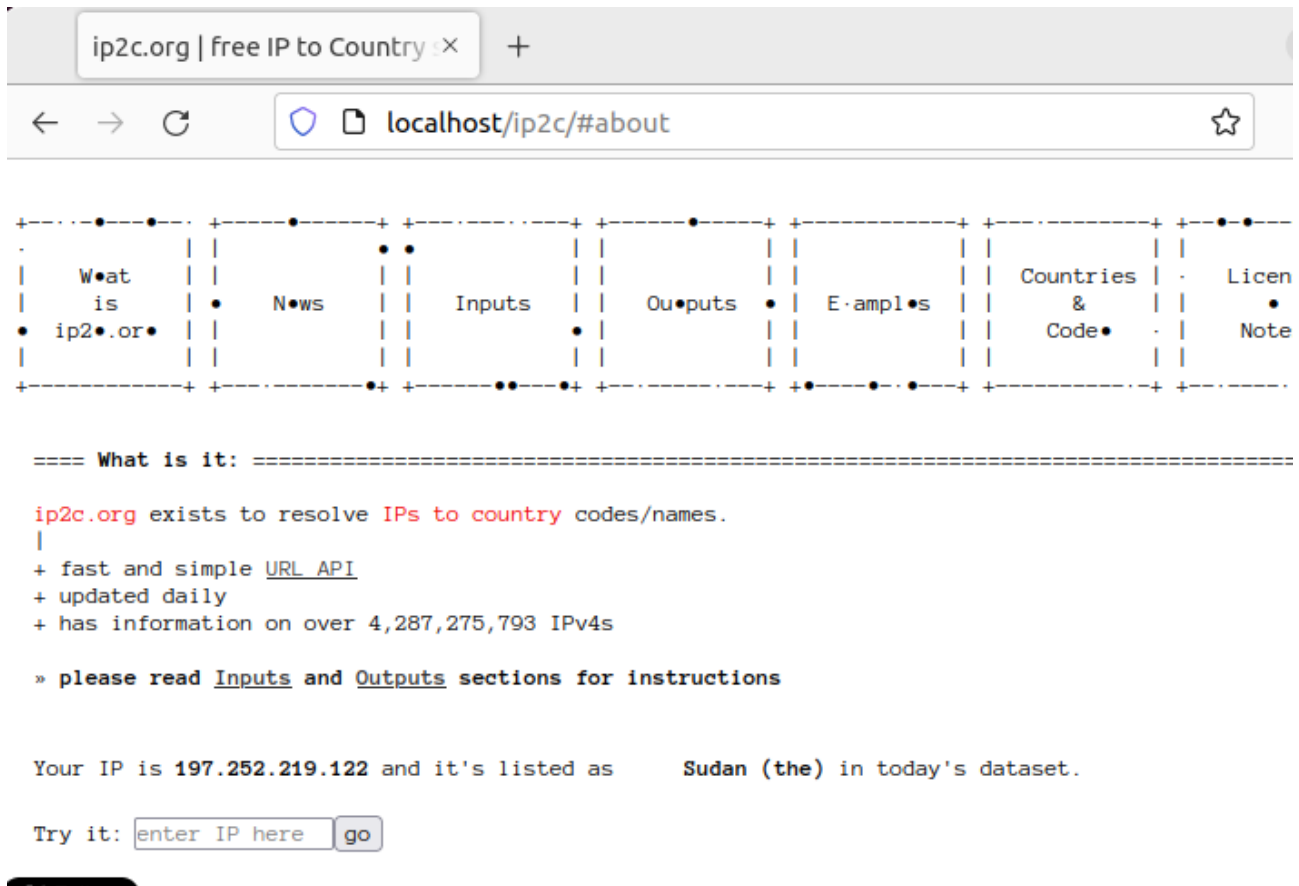 ip2c.org | free IP to Country
localhost/ip2c/#about
W●at
is
ip2●.or●
N●ws
Inputs
Ou●puts
E·ampl●s
Countries
&
Code●
Licen
●
Note
==== What is it: ====
ip2c.org exists to resolve IPs to country codes/names.
|
+ fast and simple URL API
+ updated daily
+ has information on over 4,287,275,793 IPv4s
» please read Inputs and Outputs sections for instructions
Your IP is 197.252.219.122 and it's listed as Sudan (the) in today's dataset.
Try it: enter IP here go